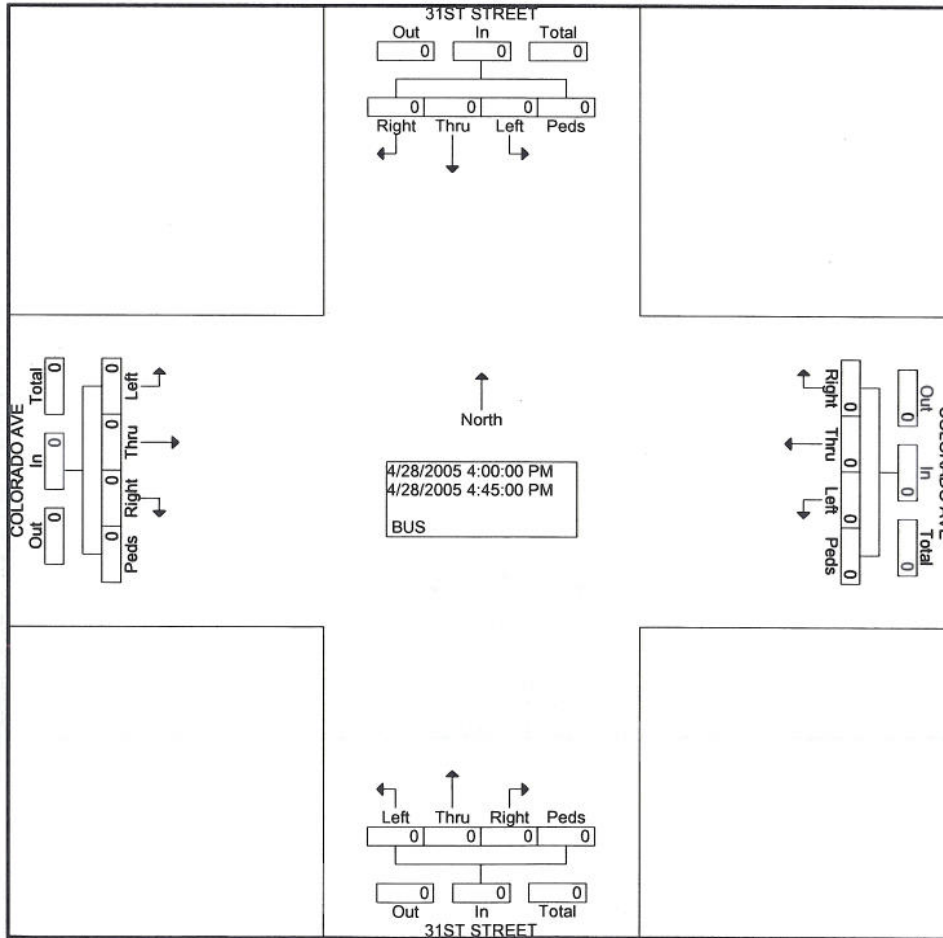 31ST STREET
Out In Total
0 0 0
0 0 0 0
Right Thru Left Peds
COLORADO AVE
Total In Out
0 0 0
0 0 0 0
Left Thru Right Peds
North
4/28/2005 4:00:00 PM
4/28/2005 4:45:00 PM
BUS
Right Thru Left Peds
0 0 0 0
0 0 0
Out In Total
COLORADO AVE
Left Thru Right Peds
0 0 0 0
0 0 0
Out In Total
31ST STREET